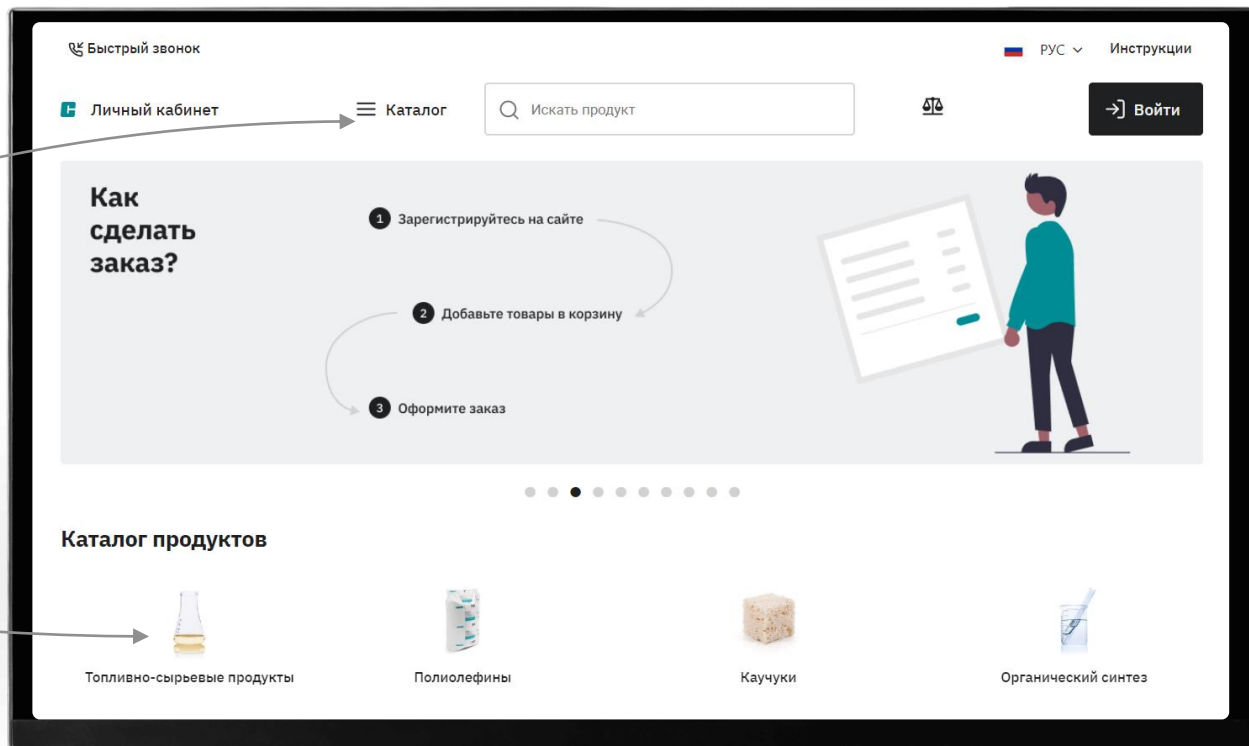 Быстрый звонок
РУС
Инструкции
Личный кабинет
Каталог
Искать продукт
Войти
Как
сделать
заказ?
1 Зарегистрируйтесь на сайте
2 Добавьте товары в корзину
3 Оформите заказ
Каталог продуктов
Топливно-сырьевые продукты
Полиолефины
Каучуки
Органический синтез